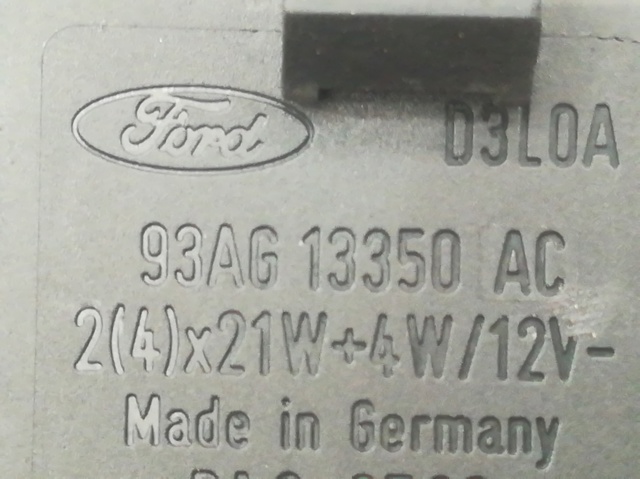 Ford D3L0A
93AG 13350 AC
2(4)x21W+4W/12V-
Made in Germany